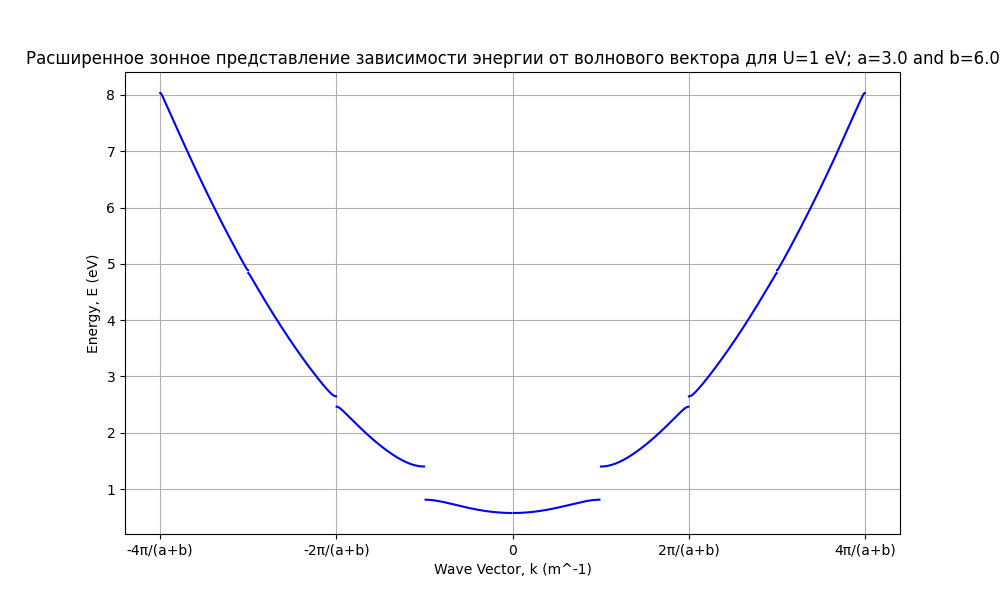 Расширенное зонное представление зависимости энергии от волнового вектора для U=1 eV; a=3.0 and b=6.0
8
7
6
5
4
3
2
1
Energy, E (eV)
-4π/(a+b) -2π/(a+b) 0 2π/(a+b) 4π/(a+b)
Wave Vector, k (m^-1)